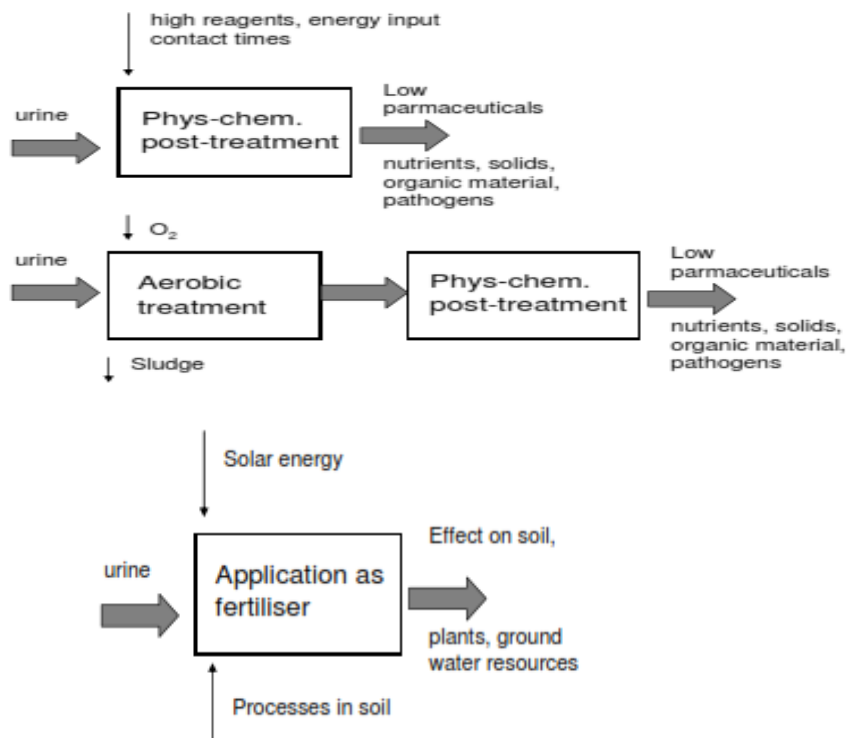 high reagents, energy input
contact times
urine
Phys-chem.
post-treatment
Low
parmaceuticals
nutrients, solids,
organic material,
pathogens
O₂
urine
Aerobic
treatment
Phys-chem.
post-treatment
Low
parmaceuticals
nutrients, solids,
organic material,
pathogens
Sludge
Solar energy
urine
Application as
fertiliser
Effect on soil,
plants, ground
water resources
Processes in soil